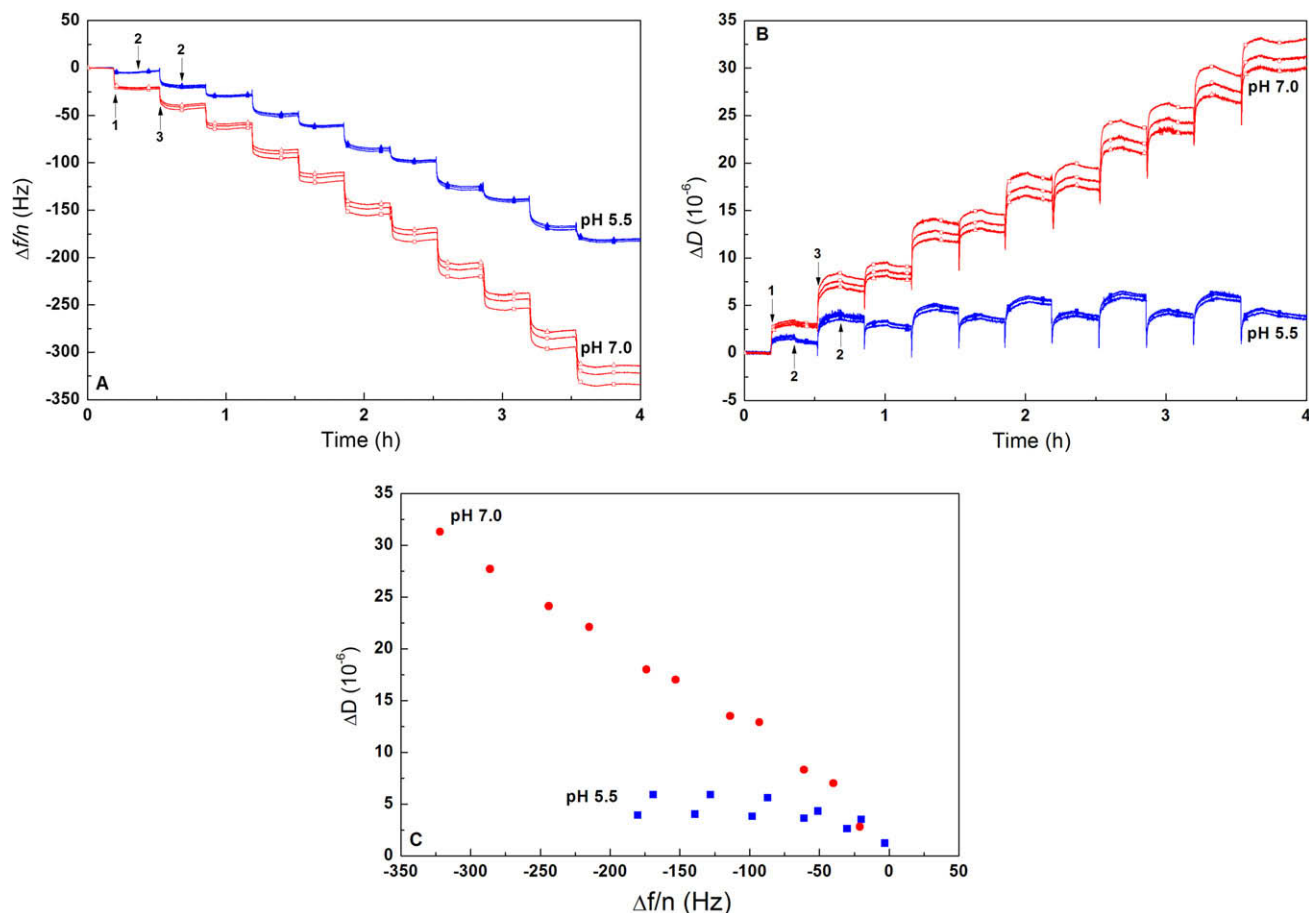 50
0
-50
-100
-150
-200
-250
-300
-350
Δf/n (Hz)
2
2
1
3
pH 5.5
pH 7.0
A
0 1 2 3 4
Time (h)
35
30
25
20
15
10
5
0
-5
ΔD (10⁻⁶)
B
pH 7.0
3
1
2
2
pH 5.5
0 1 2 3 4
Time (h)
35
30
25
20
15
10
5
0
ΔD (10⁻⁶)
pH 7.0
pH 5.5
C
-350 -300 -250 -200 -150 -100 -50 0 50
Δf/n (Hz)